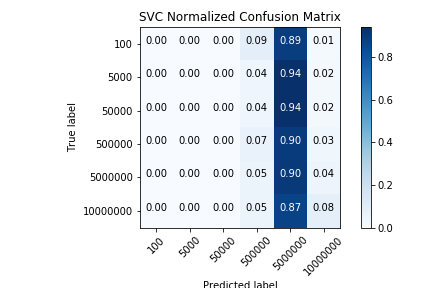 SVC Normalized Confusion Matrix
100 0.00 0.00 0.00 0.09 0.89 0.01
5000 0.00 0.00 0.00 0.04 0.94 0.02
50000 0.00 0.00 0.00 0.04 0.94 0.02
500000 0.00 0.00 0.00 0.07 0.90 0.03
5000000 0.00 0.00 0.00 0.05 0.90 0.04
10000000 0.00 0.00 0.00 0.05 0.87 0.08
True label
100 5000 50000 500000 5000000 10000000
Predicted label
0.8
0.6
0.4
0.2
0.0